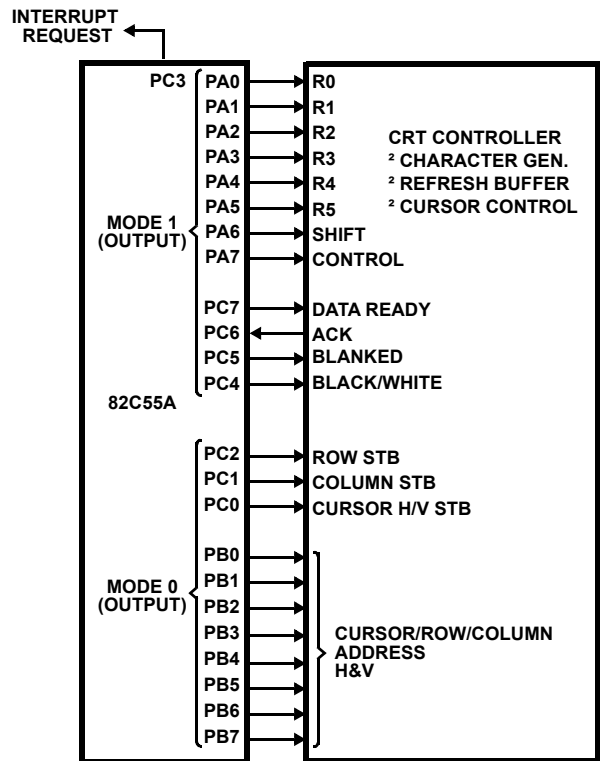 INTERRUPT
REQUEST
PC3 PA0 R0
PA1 R1
PA2 R2
CRT CONTROLLER
PA3 R3
² CHARACTER GEN.
PA4 R4
² REFRESH BUFFER
PA5 R5
² CURSOR CONTROL
MODE 1
(OUTPUT)
PA6 SHIFT
PA7 CONTROL
PC7 DATA READY
PC6 ACK
PC5 BLANKED
PC4 BLACK/WHITE
82C55A
PC2 ROW STB
PC1 COLUMN STB
PC0 CURSOR H/V STB
MODE 0
(OUTPUT)
PB0
PB1
PB2
PB3
PB4
PB5
PB6
PB7
CURSOR/ROW/COLUMN
ADDRESS
H&V